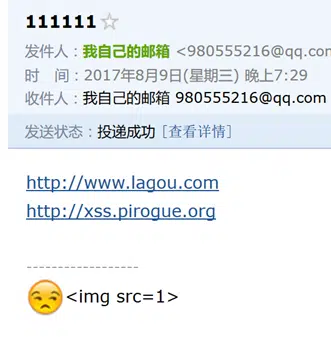 111111☆
发件人：我自己的邮箱 <980555216@qq.con
时 间：2017年8月9日(星期三) 晚上7:29
收件人：我自己的邮箱 980555216@qq.com
发送状态：投递成功 [查看详情]
http://www.lagou.com
http://xss.pirogue.org
------------------
<img src=1>